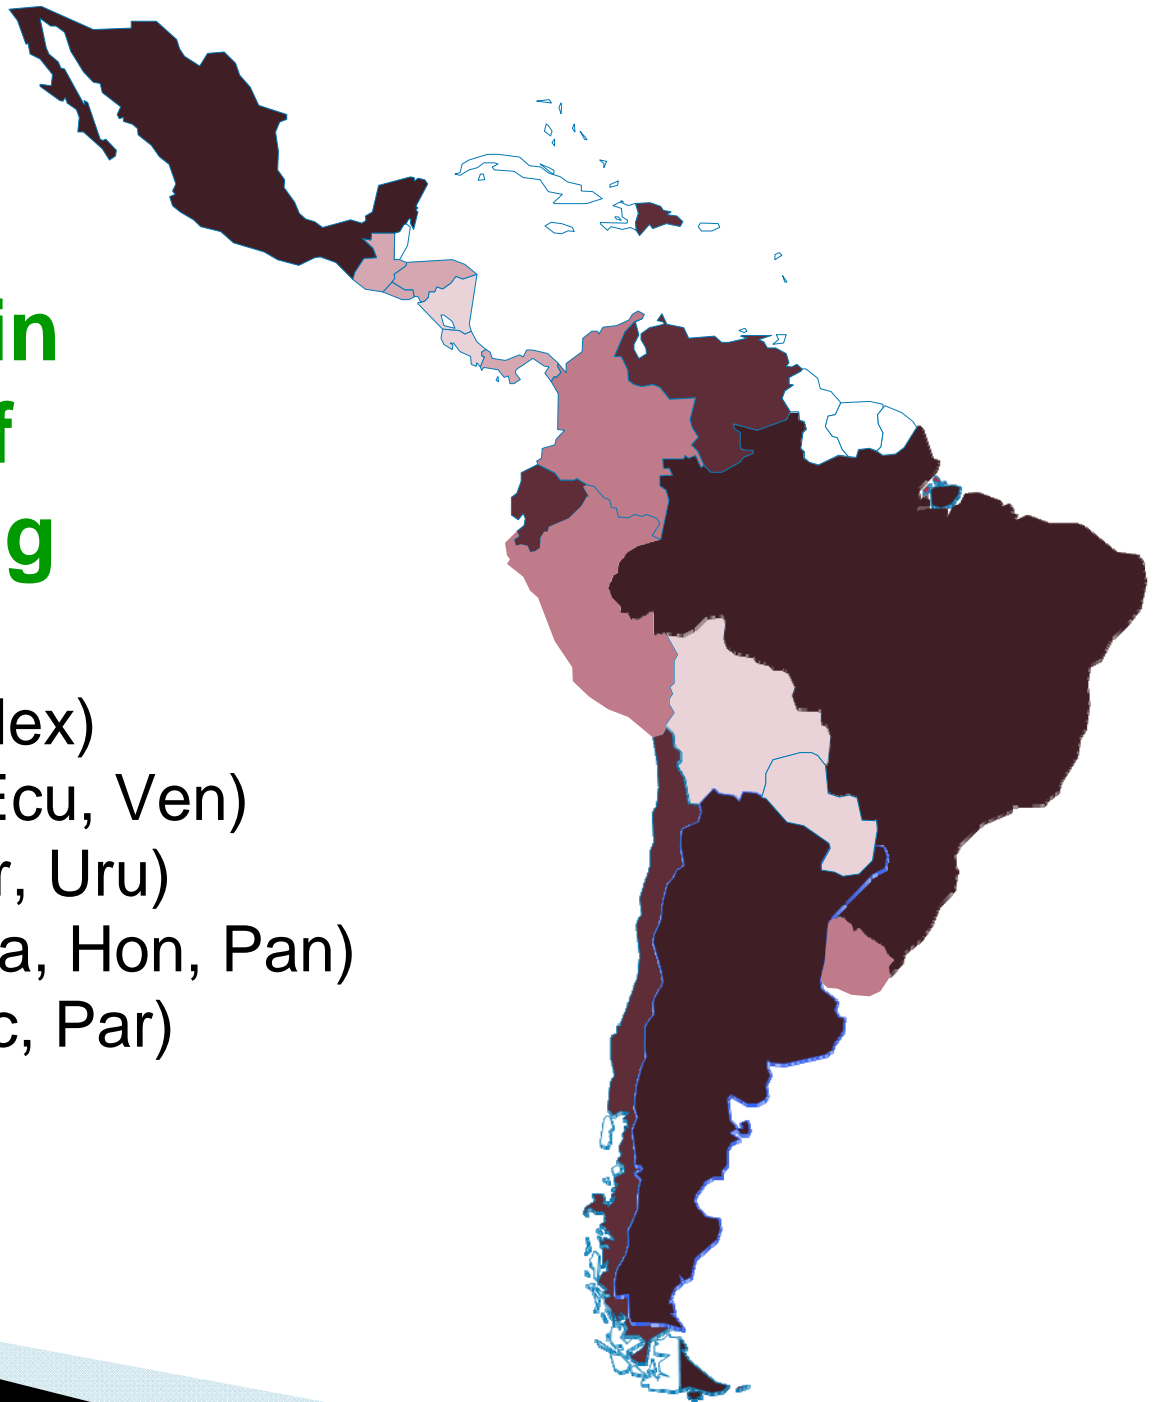 in
f
g
lex)
Ecu, Ven)
r, Uru)
a, Hon, Pan)
c, Par)